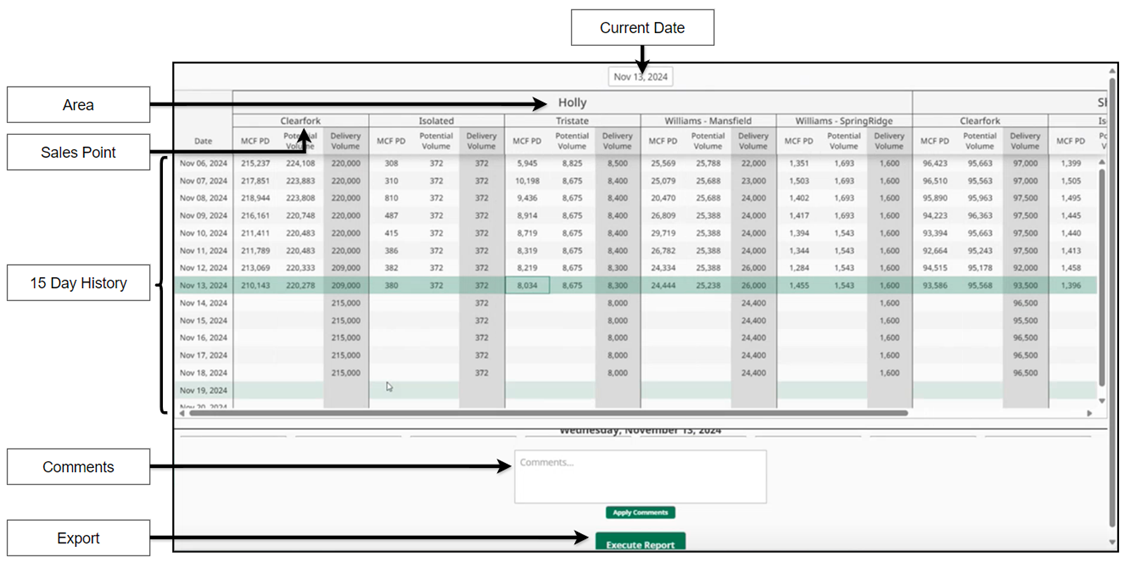 Current Date
Nov 13, 2024
Area
Holly
Clearfork Isolated Tristate Williams - Mansfield Williams - SpringRidge Clearfork
Sales Point
Date MCF PD Potential Volume Delivery Volume MCF PD Potential Volume Delivery Volume MCF PD Potential Volume Delivery Volume MCF PD Potential Volume Delivery Volume MCF PD Potential Volume Delivery Volume MCF PD Potential Volume Delivery Volume MCF PD
Nov 06, 2024 215,237 224,108 220,000 308 372 372 5,945 8,825 8,500 25,569 25,788 22,000 1,351 1,693 1,600 96,423 95,663 97,000 1,399
Nov 07, 2024 217,851 223,883 220,000 310 372 372 10,198 8,675 8,400 25,079 25,688 23,000 1,503 1,693 1,600 96,510 95,563 97,000 1,505
Nov 08, 2024 218,944 223,808 220,000 810 372 372 9,436 8,675 8,400 20,470 25,688 24,000 1,402 1,693 1,600 95,890 95,963 97,500 1,495
Nov 09, 2024 216,161 220,748 220,000 487 372 372 8,914 8,675 8,400 26,809 25,388 24,000 1,417 1,693 1,600 94,223 96,363 97,500 1,445
Nov 10, 2024 211,411 220,483 220,000 415 372 372 8,719 8,675 8,400 29,719 25,388 24,000 1,394 1,543 1,600 93,394 95,563 97,500 1,440
Nov 11, 2024 211,789 220,483 220,000 386 372 372 8,319 8,675 8,400 26,782 25,388 24,000 1,344 1,543 1,600 92,664 95,243 97,500 1,413
Nov 12, 2024 213,069 220,333 209,000 382 372 372 8,219 8,675 8,300 24,334 25,388 26,000 1,284 1,543 1,600 94,515 95,178 92,000 1,458
15 Day History
Nov 13, 2024 210,143 220,278 209,000 380 372 372 8,034 8,675 8,300 24,444 25,238 26,000 1,455 1,543 1,600 93,586 95,568 93,500 1,396
Nov 14, 2024 215,000 372 8,000 24,400 1,600 96,500
Nov 15, 2024 215,000 372 8,000 24,400 1,600 95,500
Nov 16, 2024 215,000 372 8,000 24,400 1,600 96,500
Nov 17, 2024 215,000 372 8,000 24,400 1,600 96,500
Nov 18, 2024 215,000 372 8,000 24,400 1,600 96,500
Nov 19, 2024
Nov 20, 2024
Wednesday, November 13, 2024
Comments
Comments...
Apply Comments
Export
Execute Report